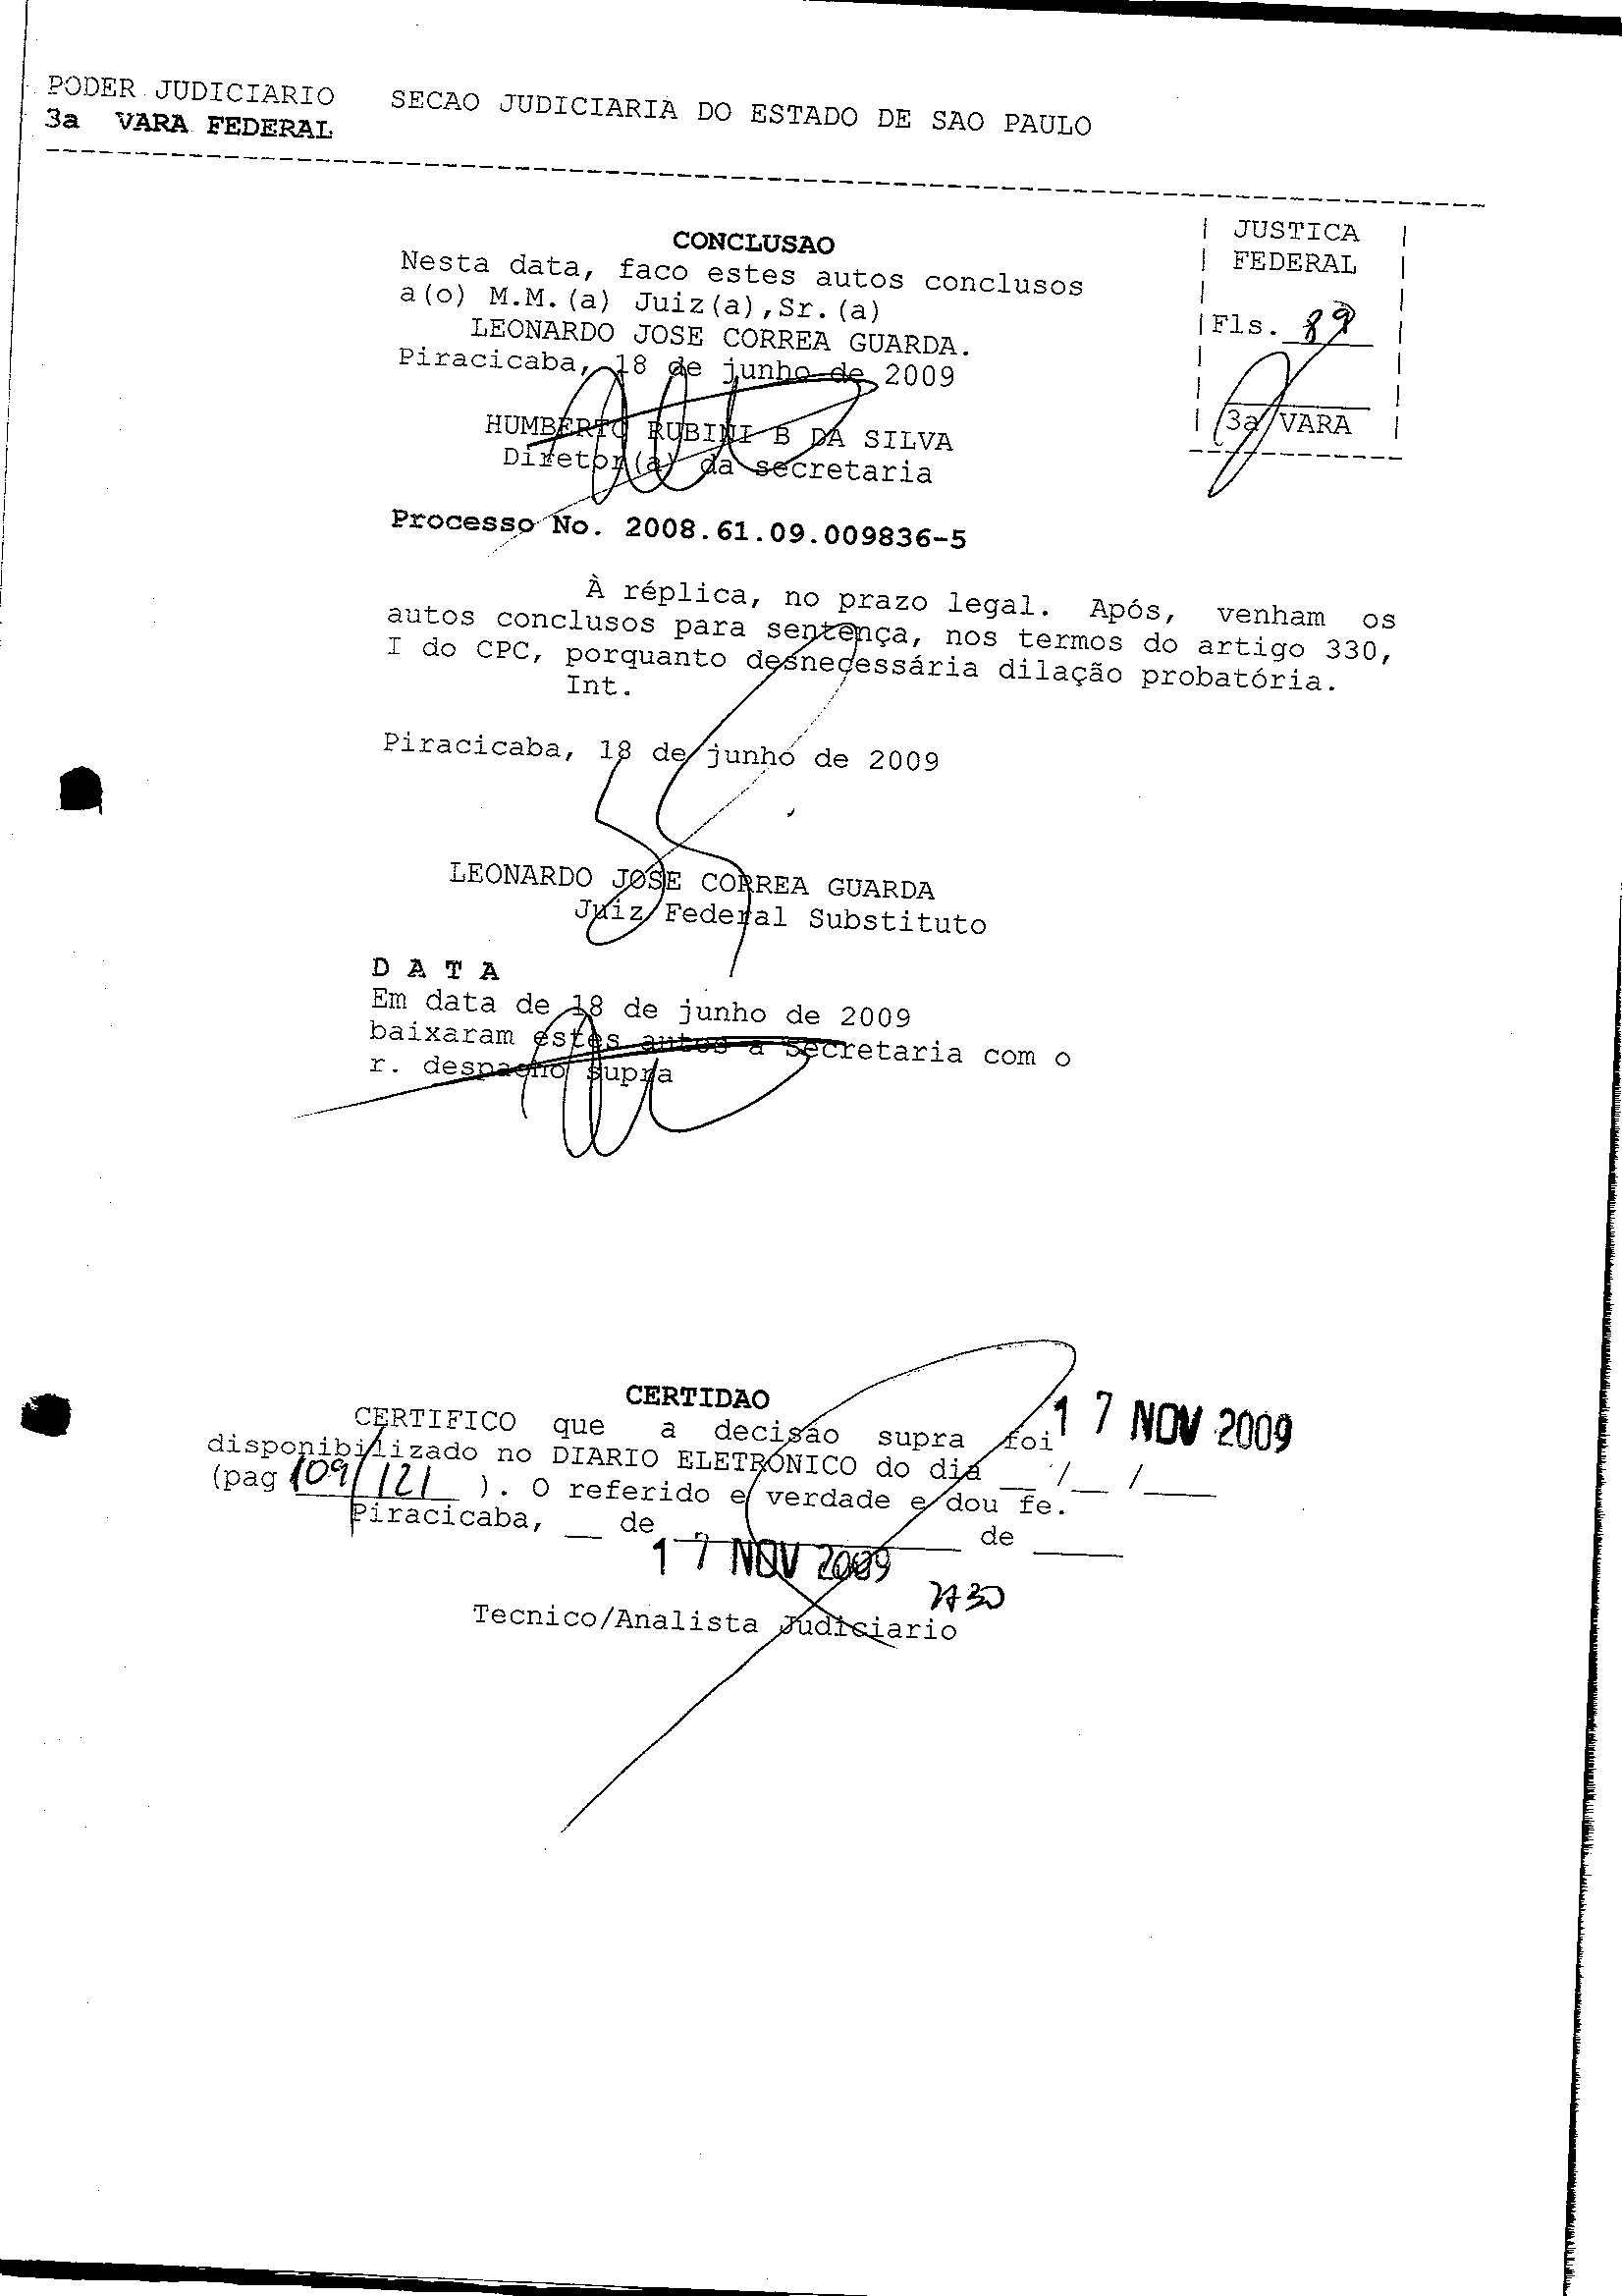 PODER JUDICIARIO SECAO JUDICIARIA DO ESTADO DE SAO PAULO
3a VARA FEDERAL
JUSTICA
FEDERAL
Fls. 89
3a VARA
CONCLUSAO
Nesta data, faco estes autos conclusos
a(o) M.M.(a) Juiz(a),Sr.(a)
LEONARDO JOSE CORREA GUARDA.
Piracicaba, 18 de junho de 2009
HUMBERTO RUBINI B DA SILVA
Diretor(a) da secretaria
Processo No. 2008.61.09.009836-5
À réplica, no prazo legal. Após, venham os
autos conclusos para sentença, nos termos do artigo 330,
I do CPC, porquanto desnecessária dilação probatória.
Int.
Piracicaba, 18 de junho de 2009
LEONARDO JOSE CORREA GUARDA
Juiz Federal Substituto
D A T A
Em data de 18 de junho de 2009
baixaram estes autos a Secretaria com o
r. despacho supra
CERTIDAO
CERTIFICO que a decisão supra foi 17 NOV 2009
disponibilizado no DIARIO ELETRONICO do dia __/__/____
(pag 109/121 ). O referido e verdade e dou fe.
Piracicaba, __ de ________________ de _____
17 NOV 2009
Tecnico/Analista Judiciario